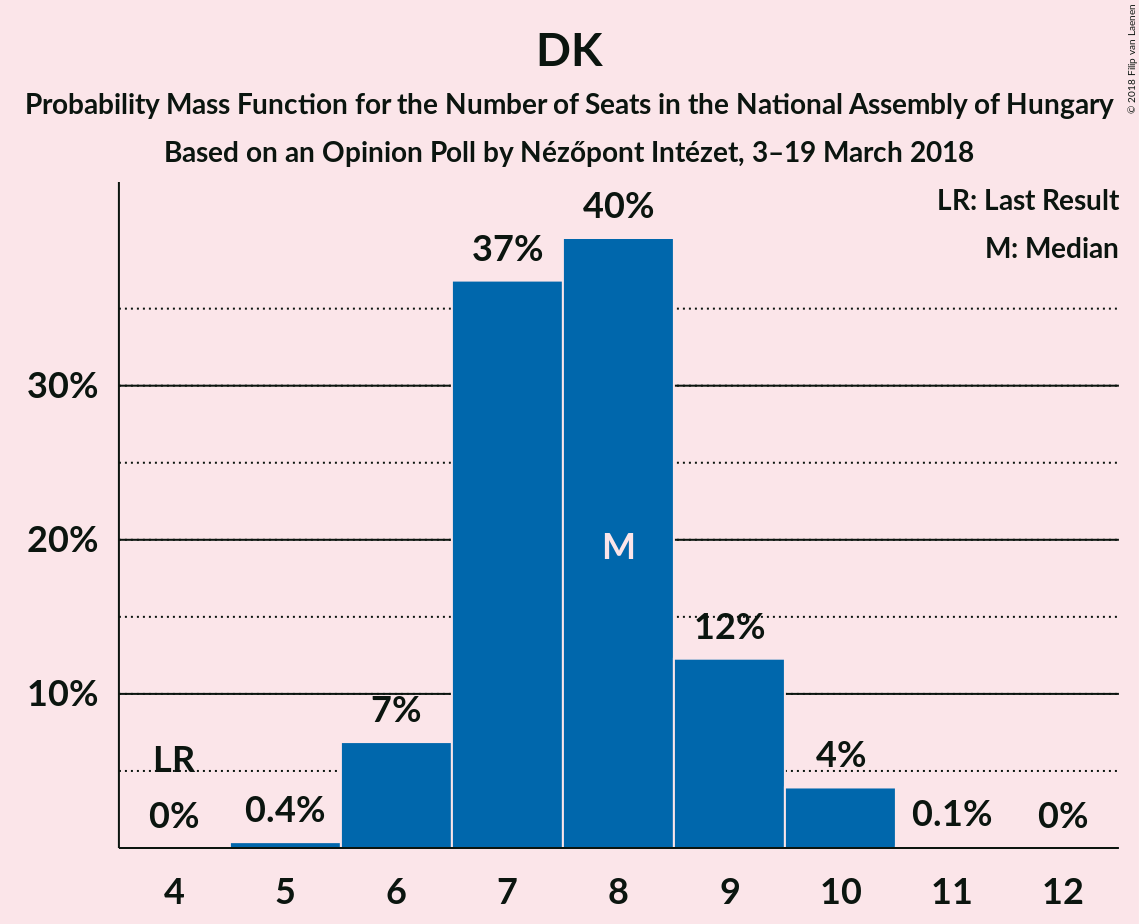 DK
Probability Mass Function for the Number of Seats in the National Assembly of Hungary
Based on an Opinion Poll by Nézőpont Intézet, 3–19 March 2018
© 2018 Filip van Laenen
LR: Last Result
M: Median
40%
37%
30%
20%
M
12%
10%
7%
LR
4%
0%
0.4%
0.1%
0%
4 5 6 7 8 9 10 11 12